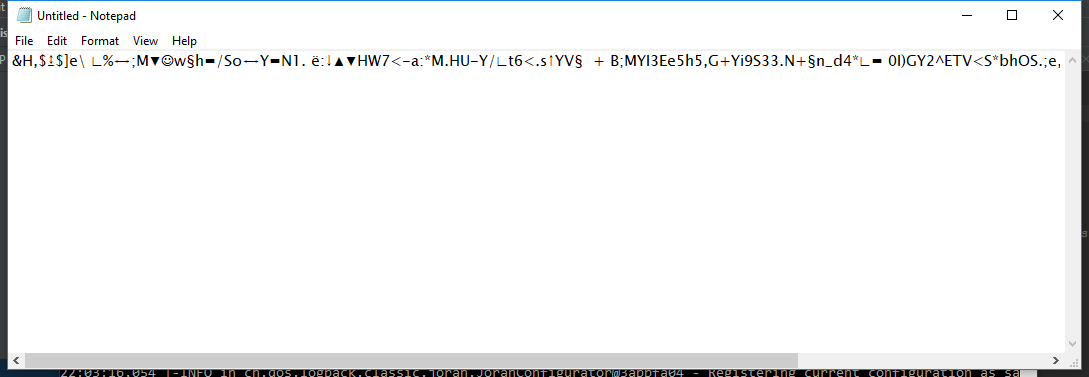 Untitled - Notepad
File Edit Format View Help
&H,$↨$]e\ ∟%↔;M▼☺w§h▬/So↔Y▬N1. ë:↓▲▼HW7<-a:*M.HU-Y/∟t6<.s↑YV§ + B;MYI3Ee5h5,G+Yi9S33.N+§n_d4*∟▬ 0I)GY2^ETV<S*bhOS.;e,
22:03:16.054 |-INFO in ch.qos.logback.classic.joran.JoranConfigurator@3abbfa04 - Registering current configuration as sa